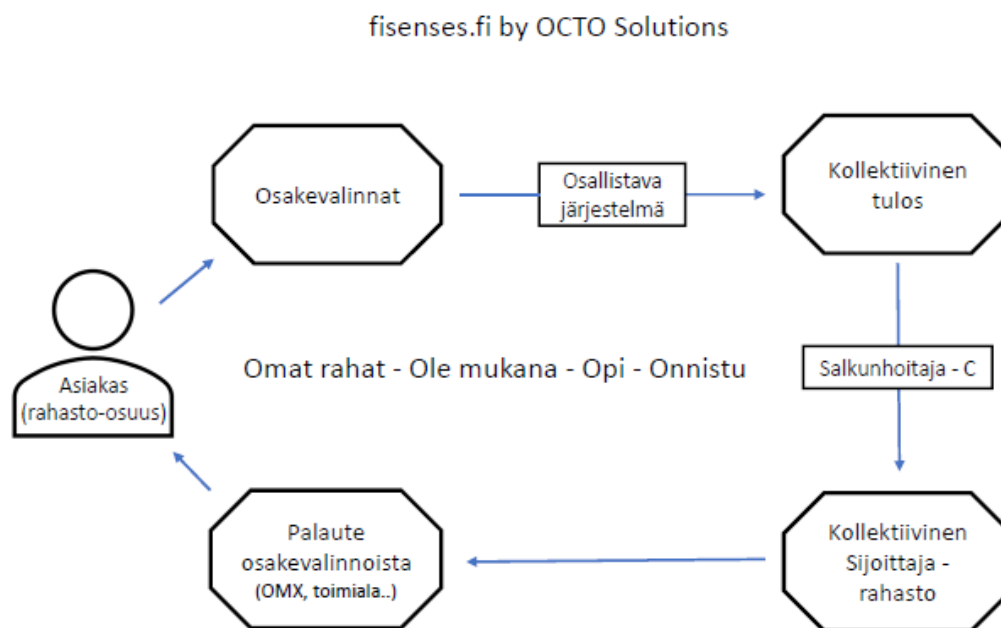 fisenses.fi by OCTO Solutions
Osakevalinnat
Osallistava
järjestelmä
Kollektiivinen
tulos
Asiakas
(rahasto-osuus)
Omat rahat - Ole mukana - Opi - Onnistu
Salkunhoitaja - C
Palaute
osakevalinnoista
(OMX, toimiala..)
Kollektiivinen
Sijoittaja -
rahasto